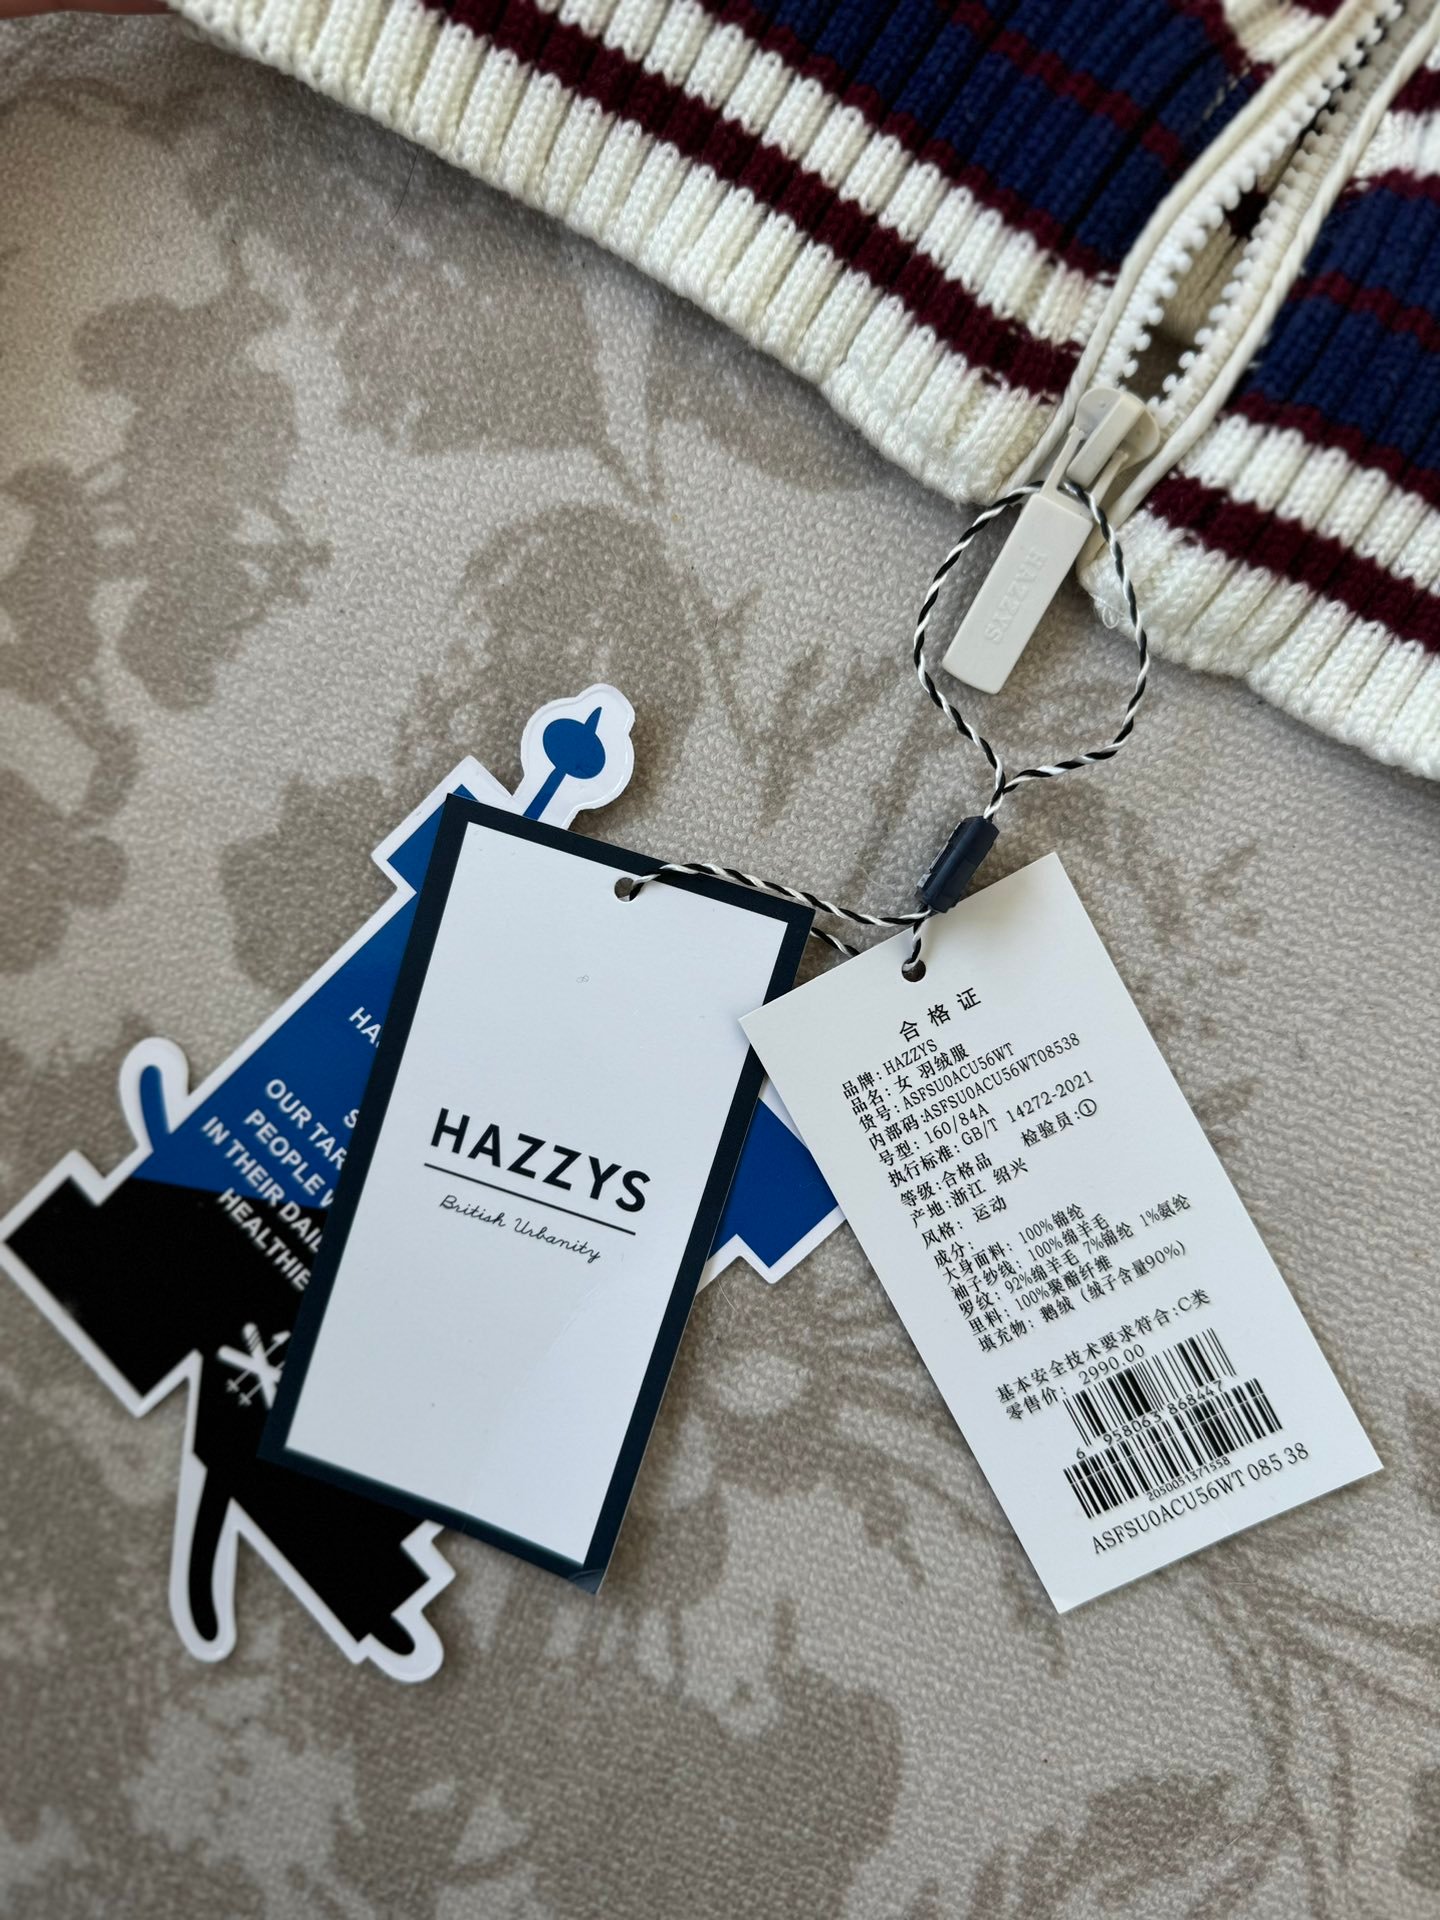 HAZZYS
HA
S
OUR TAR
PEOPLE W
IN THEIR DAIL
HEALTHIE
HAZZYS
British Urbanity
合格证
品牌: HAZZYS
品名: 女 羽绒服
货号: ASFSU0ACU56WT
内部码:ASFSU0ACU56WT08538
号型: 160/84A
执行标准: GB/T 14272-2021
等级:合格品 检验员:①
产地:浙江 绍兴
风格: 运动
成分:
大身面料: 100%锦纶
袖子纱线: 100%绵羊毛
罗纹: 92%绵羊毛 7%锦纶 1%氨纶
里料: 100%聚酯纤维
填充物: 鹅绒 (绒子含量90%)
基本安全技术要求符合:C类
零售价: 2990.00
6 958063 868447
2050051371558
ASFSU0ACU56WT 085 38